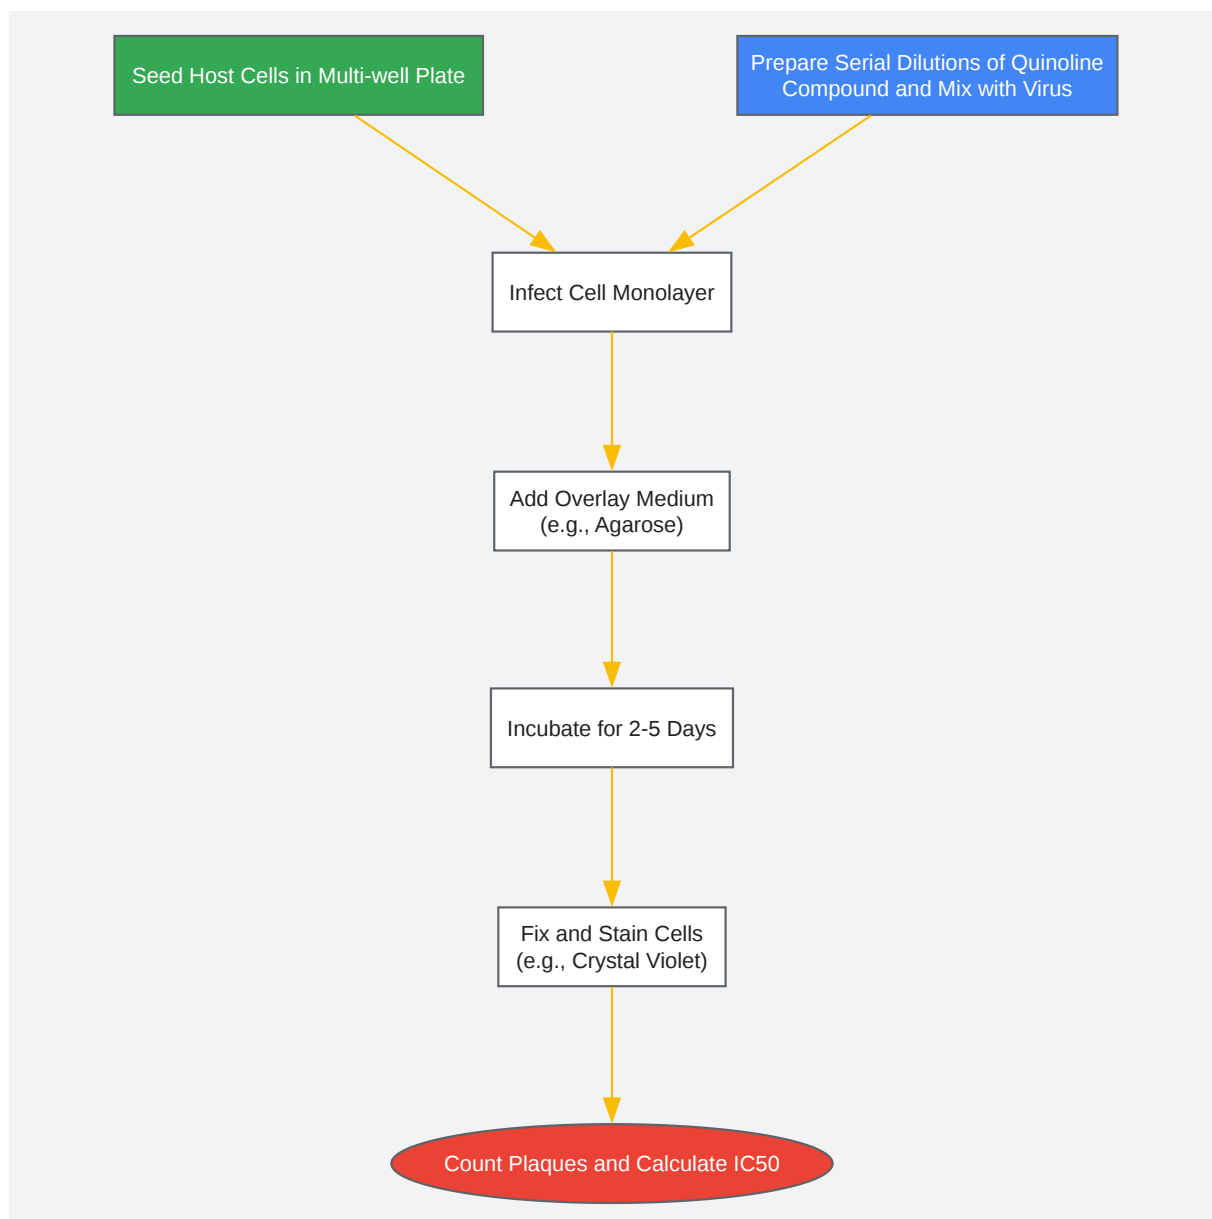 Seed Host Cells in Multi-well Plate
Prepare Serial Dilutions of Quinoline
Compound and Mix with Virus
Infect Cell Monolayer
Add Overlay Medium
(e.g., Agarose)
Incubate for 2-5 Days
Fix and Stain Cells
(e.g., Crystal Violet)
Count Plaques and Calculate IC50